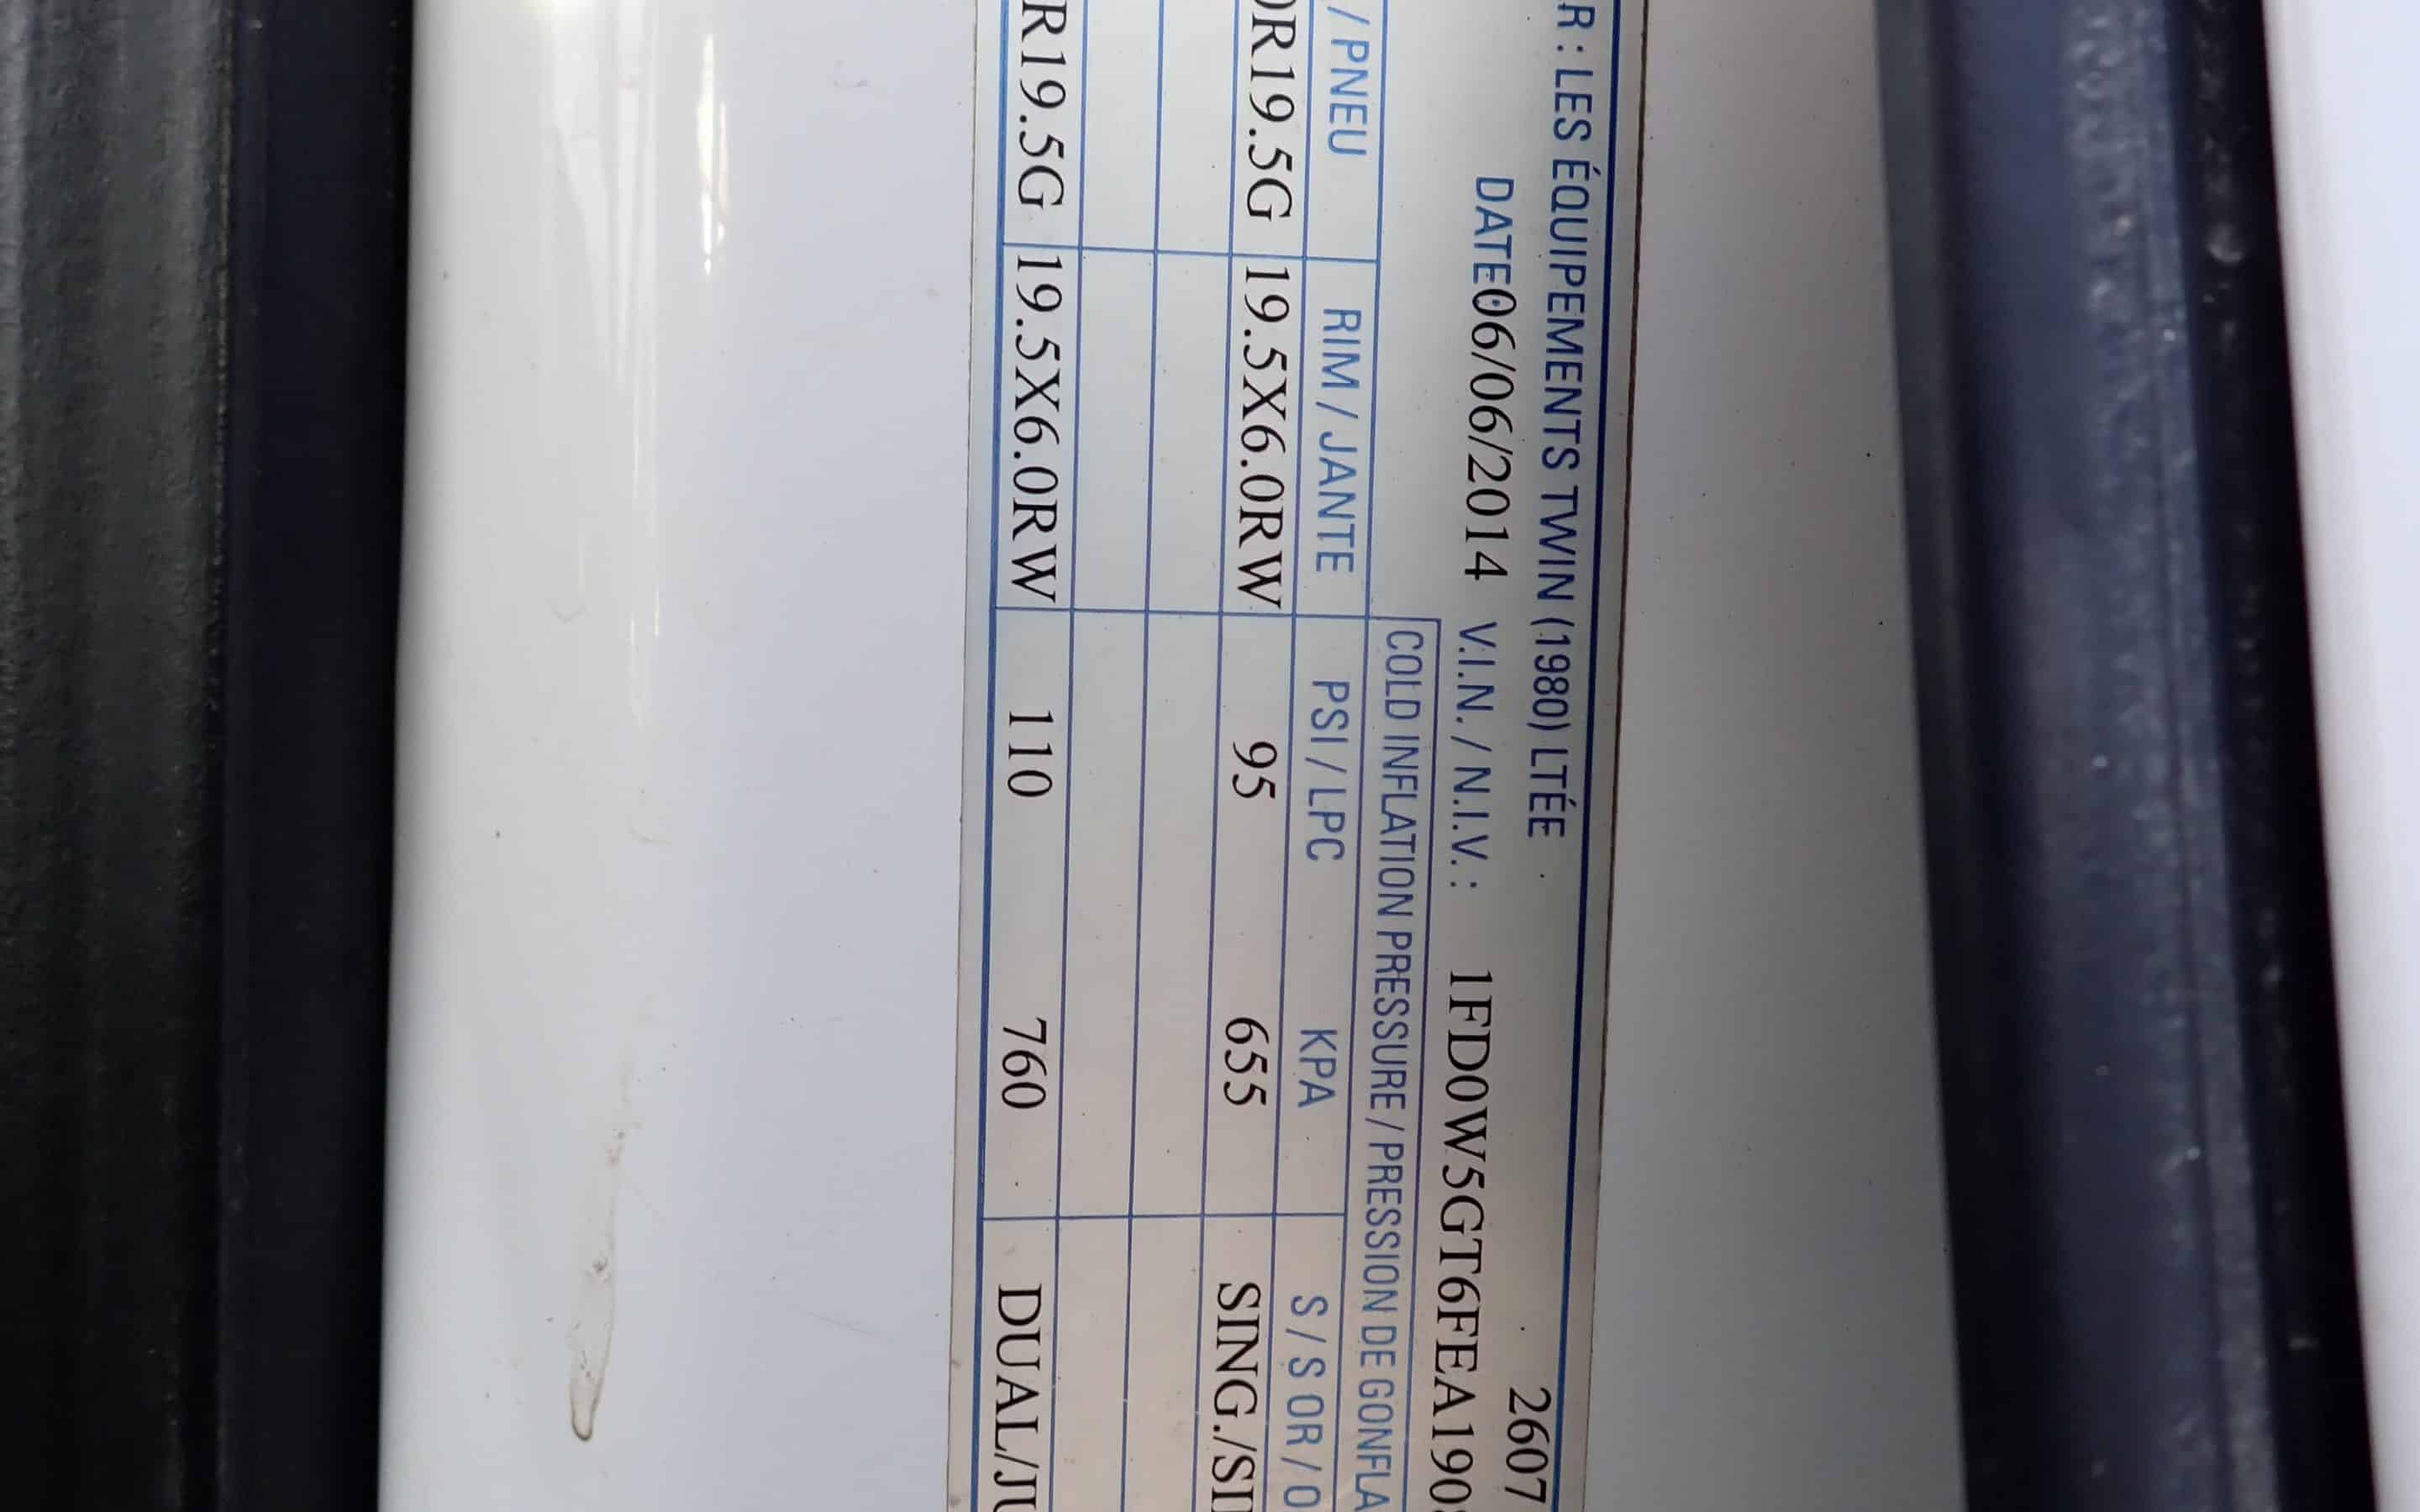 R : LES ÉQUIPEMENTS TWIN (1980) LTÉE 2607
DATE 06/06/2014 V.I.N. / N.I.V. : 1FD0W5GT6FEA190
COLD INFLATION PRESSURE / PRESSION DE GONFLA
/ PNEU RIM / JANTE PSI / LPC KPA S / S OR / O
0R19.5G 19.5X6.0RW 95 655 SING./SI
R19.5G 19.5X6.0RW 110 760 DUAL/JU